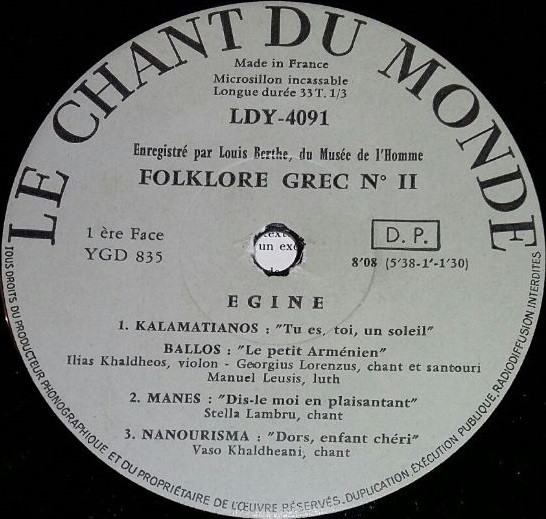 LE CHANT DU MONDE
Made in France
Microsillon incassable
Longue durée 33 T. 1/3
LDY-4091
Enregistré par Louis Berthe, du Musée de l'Homme
FOLKLORE GREC N° II
1 ère Face
YGD 835
D. P.
8'08 (5'38-1'-1'30)
un ex
EGINE
1. KALAMATIANOS : "Tu es, toi, un soleil"
BALLOS : "Le petit Arménien"
Ilias Khaldheos, violon - Georgius Lorenzus, chant et santouri
Manuel Leusis, luth
2. MANES : "Dis-le moi en plaisantant"
Stella Lambru, chant
3. NANOURISMA : "Dors, enfant chéri"
Vaso Khaldheani, chant
TOUS DROITS DU PRODUCTEUR PHONOGRAPHIQUE ET DU PROPRIÉTAIRE DE L'ŒUVRE RÉSERVÉS. DUPLICATION, EXÉCUTION PUBLIQUE, RADIODIFFUSION INTERDITES